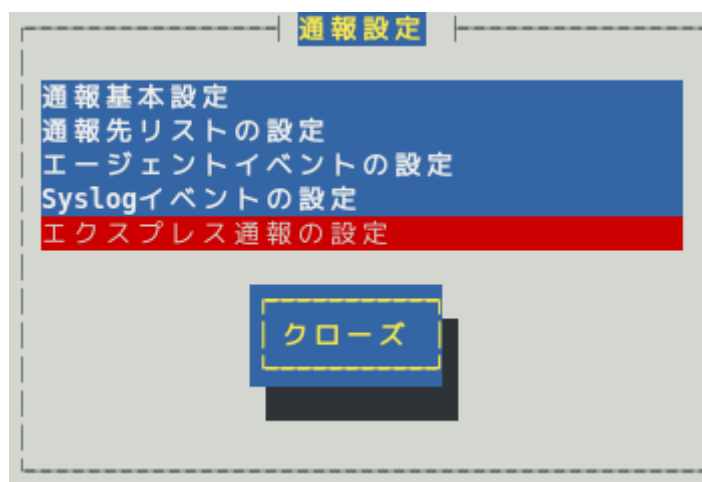 通報設定
通報基本設定
通報先リストの設定
エージェントイベントの設定
Syslogイベントの設定
エクスプレス通報の設定
クローズ